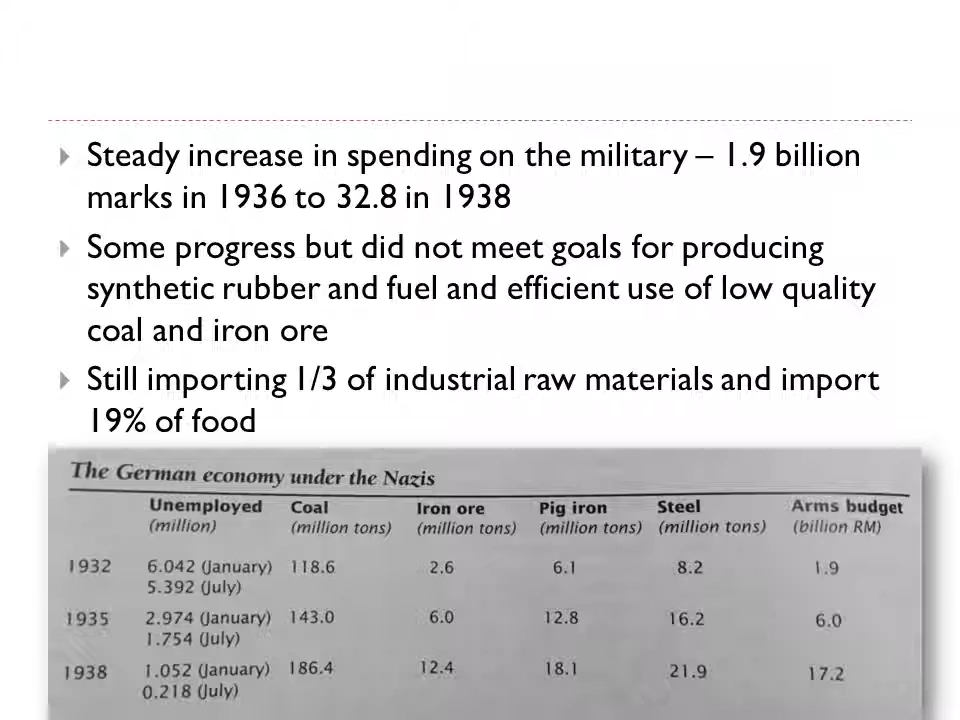 Steady increase in spending on the military – 1.9 billion
marks in 1936 to 32.8 in 1938
Some progress but did not meet goals for producing
synthetic rubber and fuel and efficient use of low quality
coal and iron ore
Still importing 1/3 of industrial raw materials and import
19% of food
The German economy under the Nazis
Unemployed Coal Iron ore Pig iron Steel Arms budget
(million) (million tons) (million tons) (million tons) (million tons) (billion RM)
1932 6.042 (January) 118.6 2.6 6.1 8.2 1.9
5.392 (July)
1935 2.974 (January) 143.0 6.0 12.8 16.2 6.0
1.754 (July)
1938 1.052 (January) 186.4 12.4 18.1 21.9 17.2
0.218 (July)